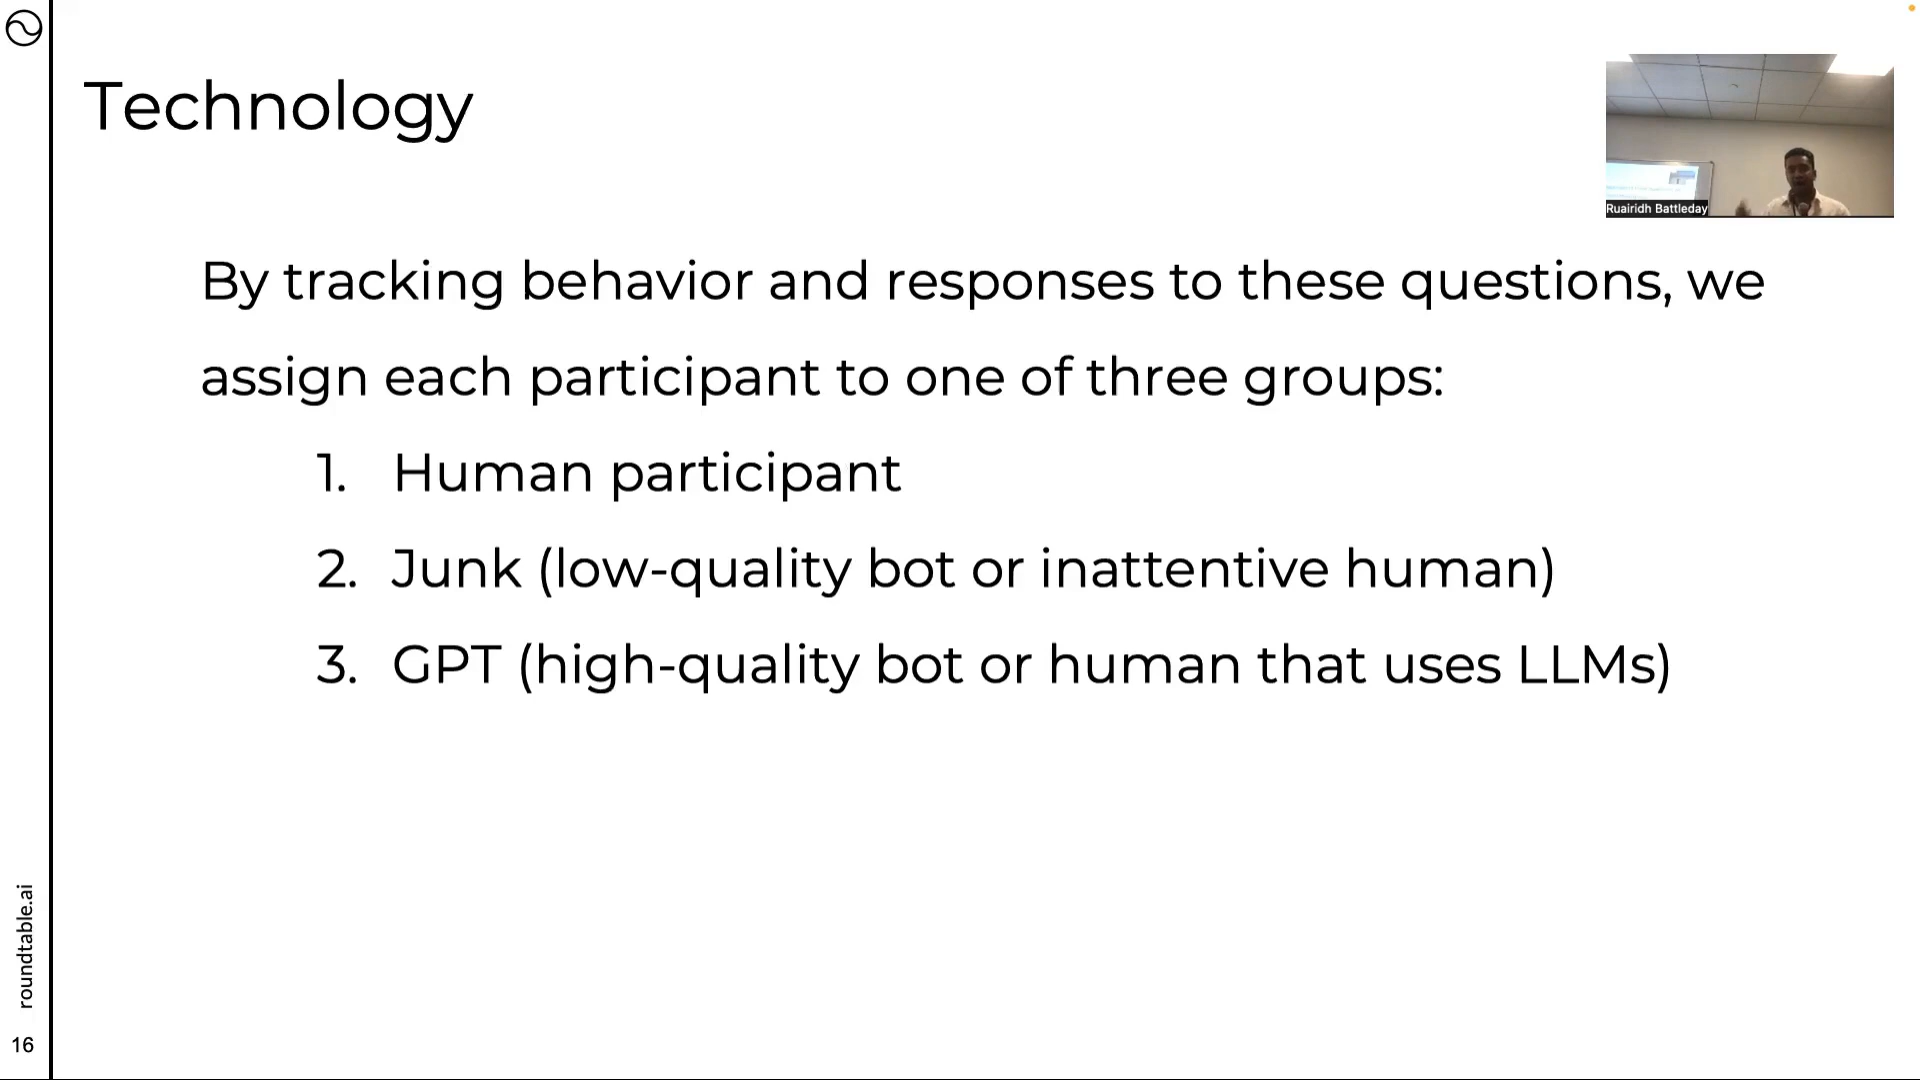 Technology
Ruairidh Battleday
By tracking behavior and responses to these questions, we
assign each participant to one of three groups:
1. Human participant
2. Junk (low-quality bot or inattentive human)
3. GPT (high-quality bot or human that uses LLMs)
roundtable.ai
16